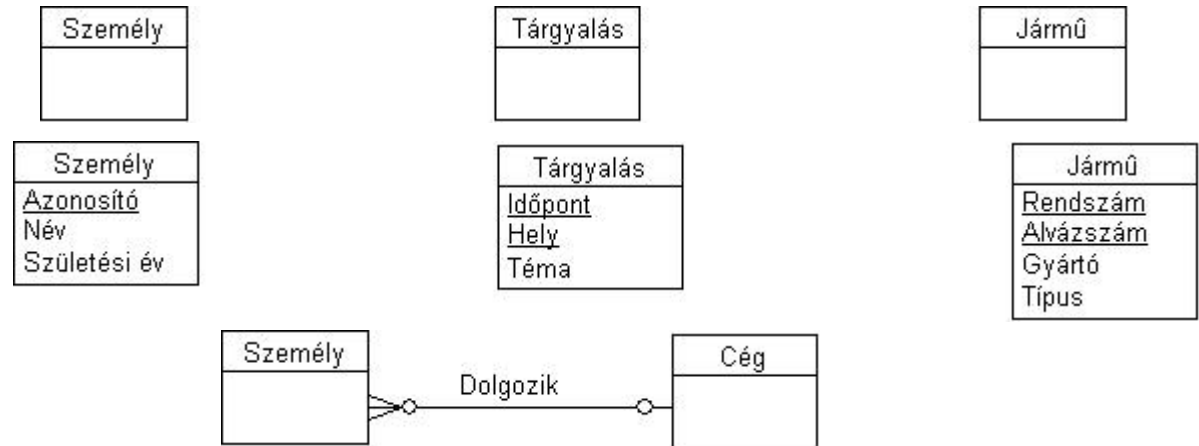 Személy
Tárgyalás
Jármû
Személy
Azonosító
Név
Születési év
Tárgyalás
Időpont
Hely
Téma
Jármû
Rendszám
Alvázszám
Gyártó
Típus
Személy
Dolgozik
Cég